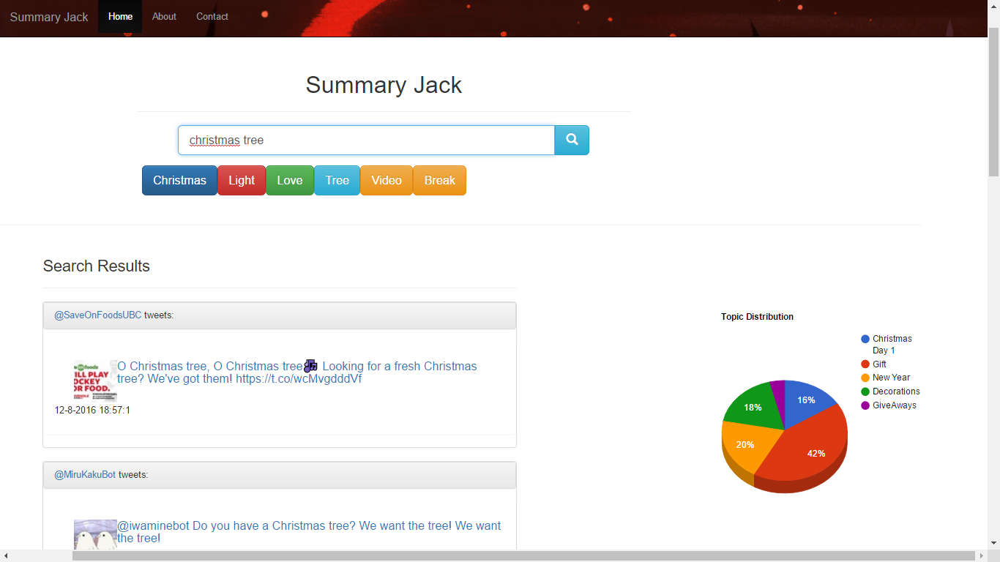 Summary Jack
Home
About
Contact
Summary Jack
christmas tree
Christmas
Light
Love
Tree
Video
Break
Search Results
@SaveOnFoodsUBC tweets:
O Christmas tree, O Christmas tree🎶 Looking for a fresh Christmas
tree? We've got them! https://t.co/wcMvgdddVf
foods
ILL PLAY
OCKEY
OR FOOD.
12-8-2016 18:57:1
@MiruKakuBot tweets:
@iwaminebot Do you have a Christmas tree? We want the tree! We want
the tree!
Topic Distribution
Christmas
Day 1
Gift
New Year
Decorations
GiveAways
16%
18%
20%
42%